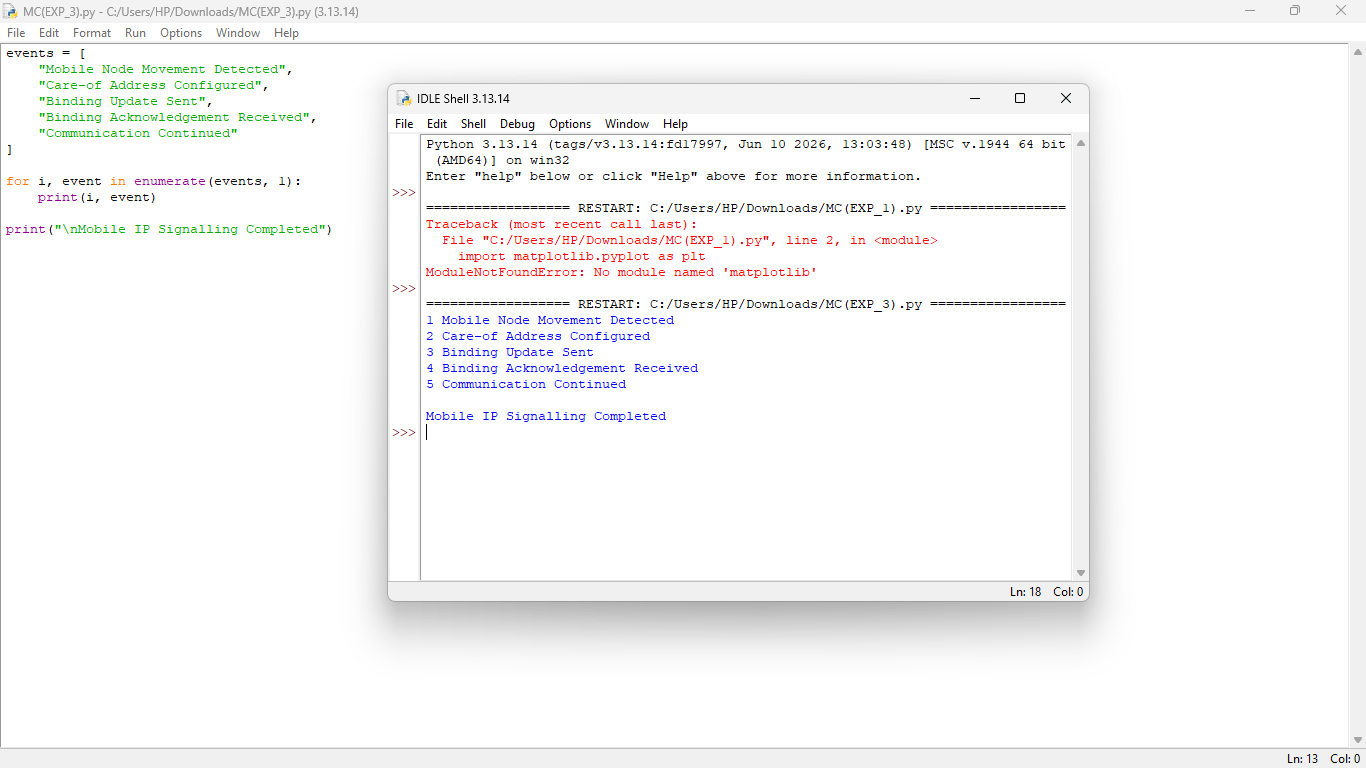 MC(EXP_3).py - C:/Users/HP/Downloads/MC(EXP_3).py (3.13.14)
File Edit Format Run Options Window Help
events = [
    "Mobile Node Movement Detected",
    "Care-of Address Configured",
    "Binding Update Sent",
    "Binding Acknowledgement Received",
    "Communication Continued"
]
for i, event in enumerate(events, 1):
    print(i, event)
print("\nMobile IP Signalling Completed")
IDLE Shell 3.13.14
File Edit Shell Debug Options Window Help
Python 3.13.14 (tags/v3.13.14:fd17997, Jun 10 2026, 13:03:48) [MSC v.1944 64 bit
 (AMD64)] on win32
Enter "help" below or click "Help" above for more information.
>>>
================== RESTART: C:/Users/HP/Downloads/MC(EXP_1).py =================
Traceback (most recent call last):
  File "C:/Users/HP/Downloads/MC(EXP_1).py", line 2, in <module>
    import matplotlib.pyplot as plt
ModuleNotFoundError: No module named 'matplotlib'
>>>
================== RESTART: C:/Users/HP/Downloads/MC(EXP_3).py =================
1 Mobile Node Movement Detected
2 Care-of Address Configured
3 Binding Update Sent
4 Binding Acknowledgement Received
5 Communication Continued
Mobile IP Signalling Completed
>>>
Ln: 18 Col: 0
Ln: 13 Col: 0